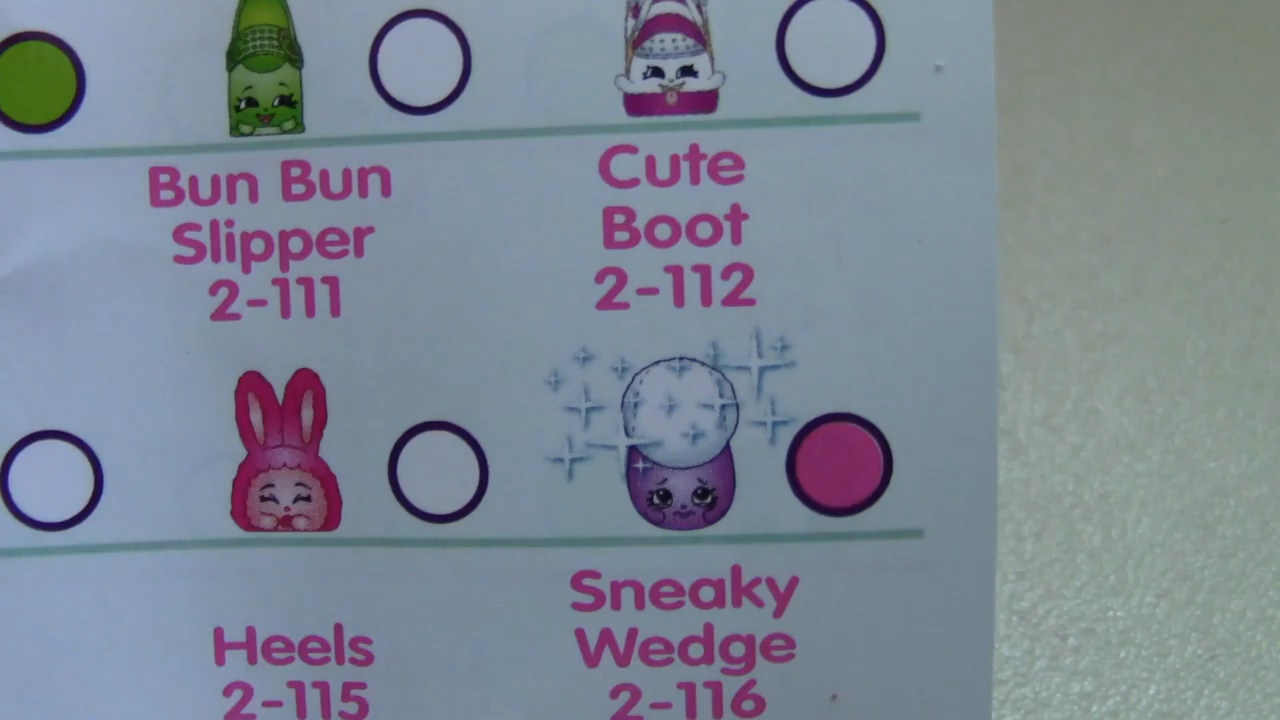 Bun Bun
Slipper
2-111
Cute
Boot
2-112
Heels
2-115
Sneaky
Wedge
2-116